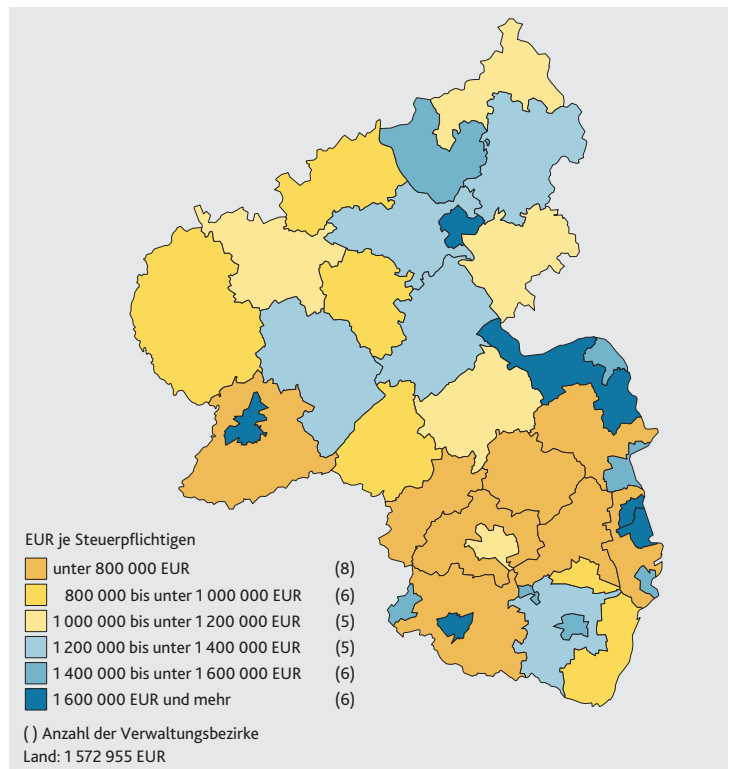 EUR je Steuerpflichtigen
unter 800 000 EUR (8)
800 000 bis unter 1 000 000 EUR (6)
1 000 000 bis unter 1 200 000 EUR (5)
1 200 000 bis unter 1 400 000 EUR (5)
1 400 000 bis unter 1 600 000 EUR (6)
1 600 000 EUR und mehr (6)
( ) Anzahl der Verwaltungsbezirke
Land: 1 572 955 EUR